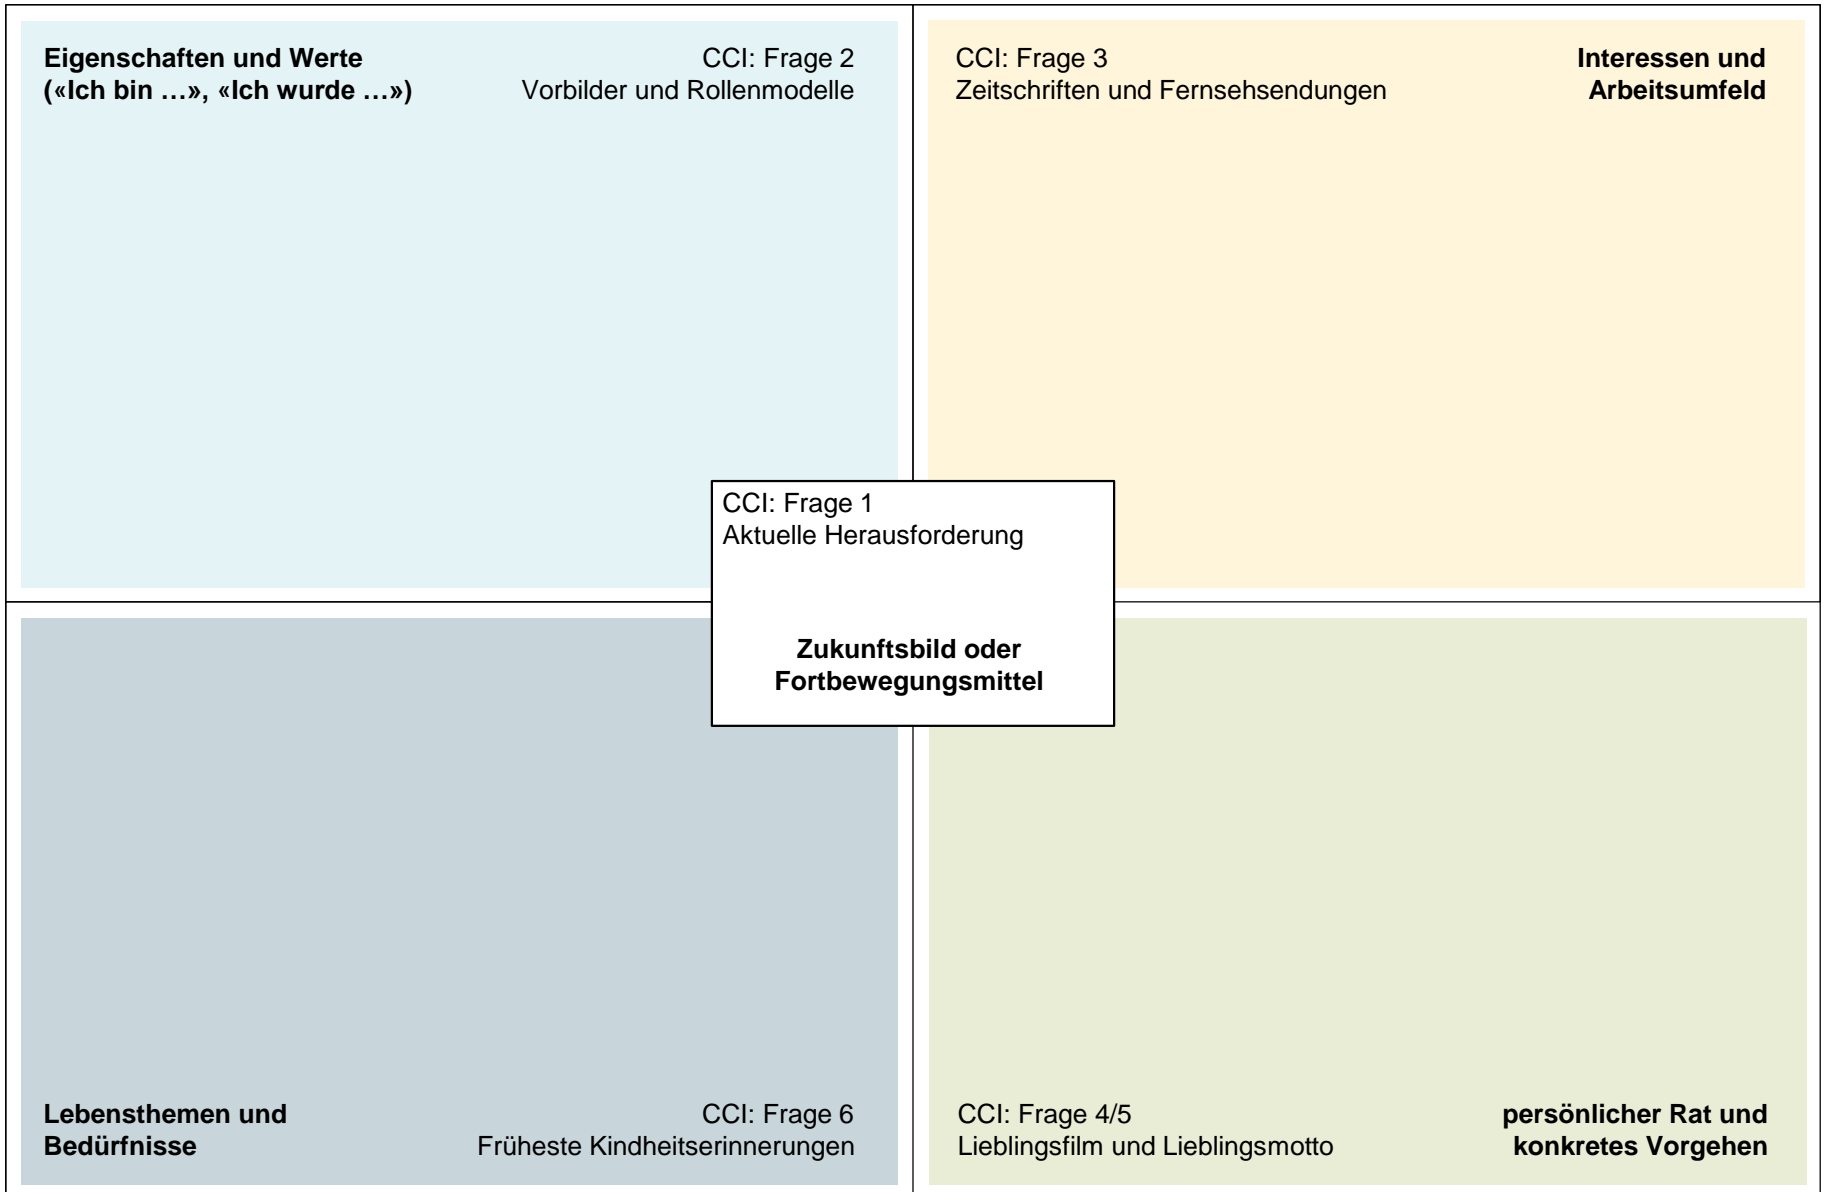 Eigenschaften und Werte
(«Ich bin …», «Ich wurde …»)
CCI: Frage 2
Vorbilder und Rollenmodelle
CCI: Frage 3
Zeitschriften und Fernsehsendungen
Interessen und
Arbeitsumfeld
CCI: Frage 1
Aktuelle Herausforderung
Zukunftsbild oder
Fortbewegungsmittel
Lebensthemen und
Bedürfnisse
CCI: Frage 6
Früheste Kindheitserinnerungen
CCI: Frage 4/5
Lieblingsfilm und Lieblingsmotto
persönlicher Rat und
konkretes Vorgehen